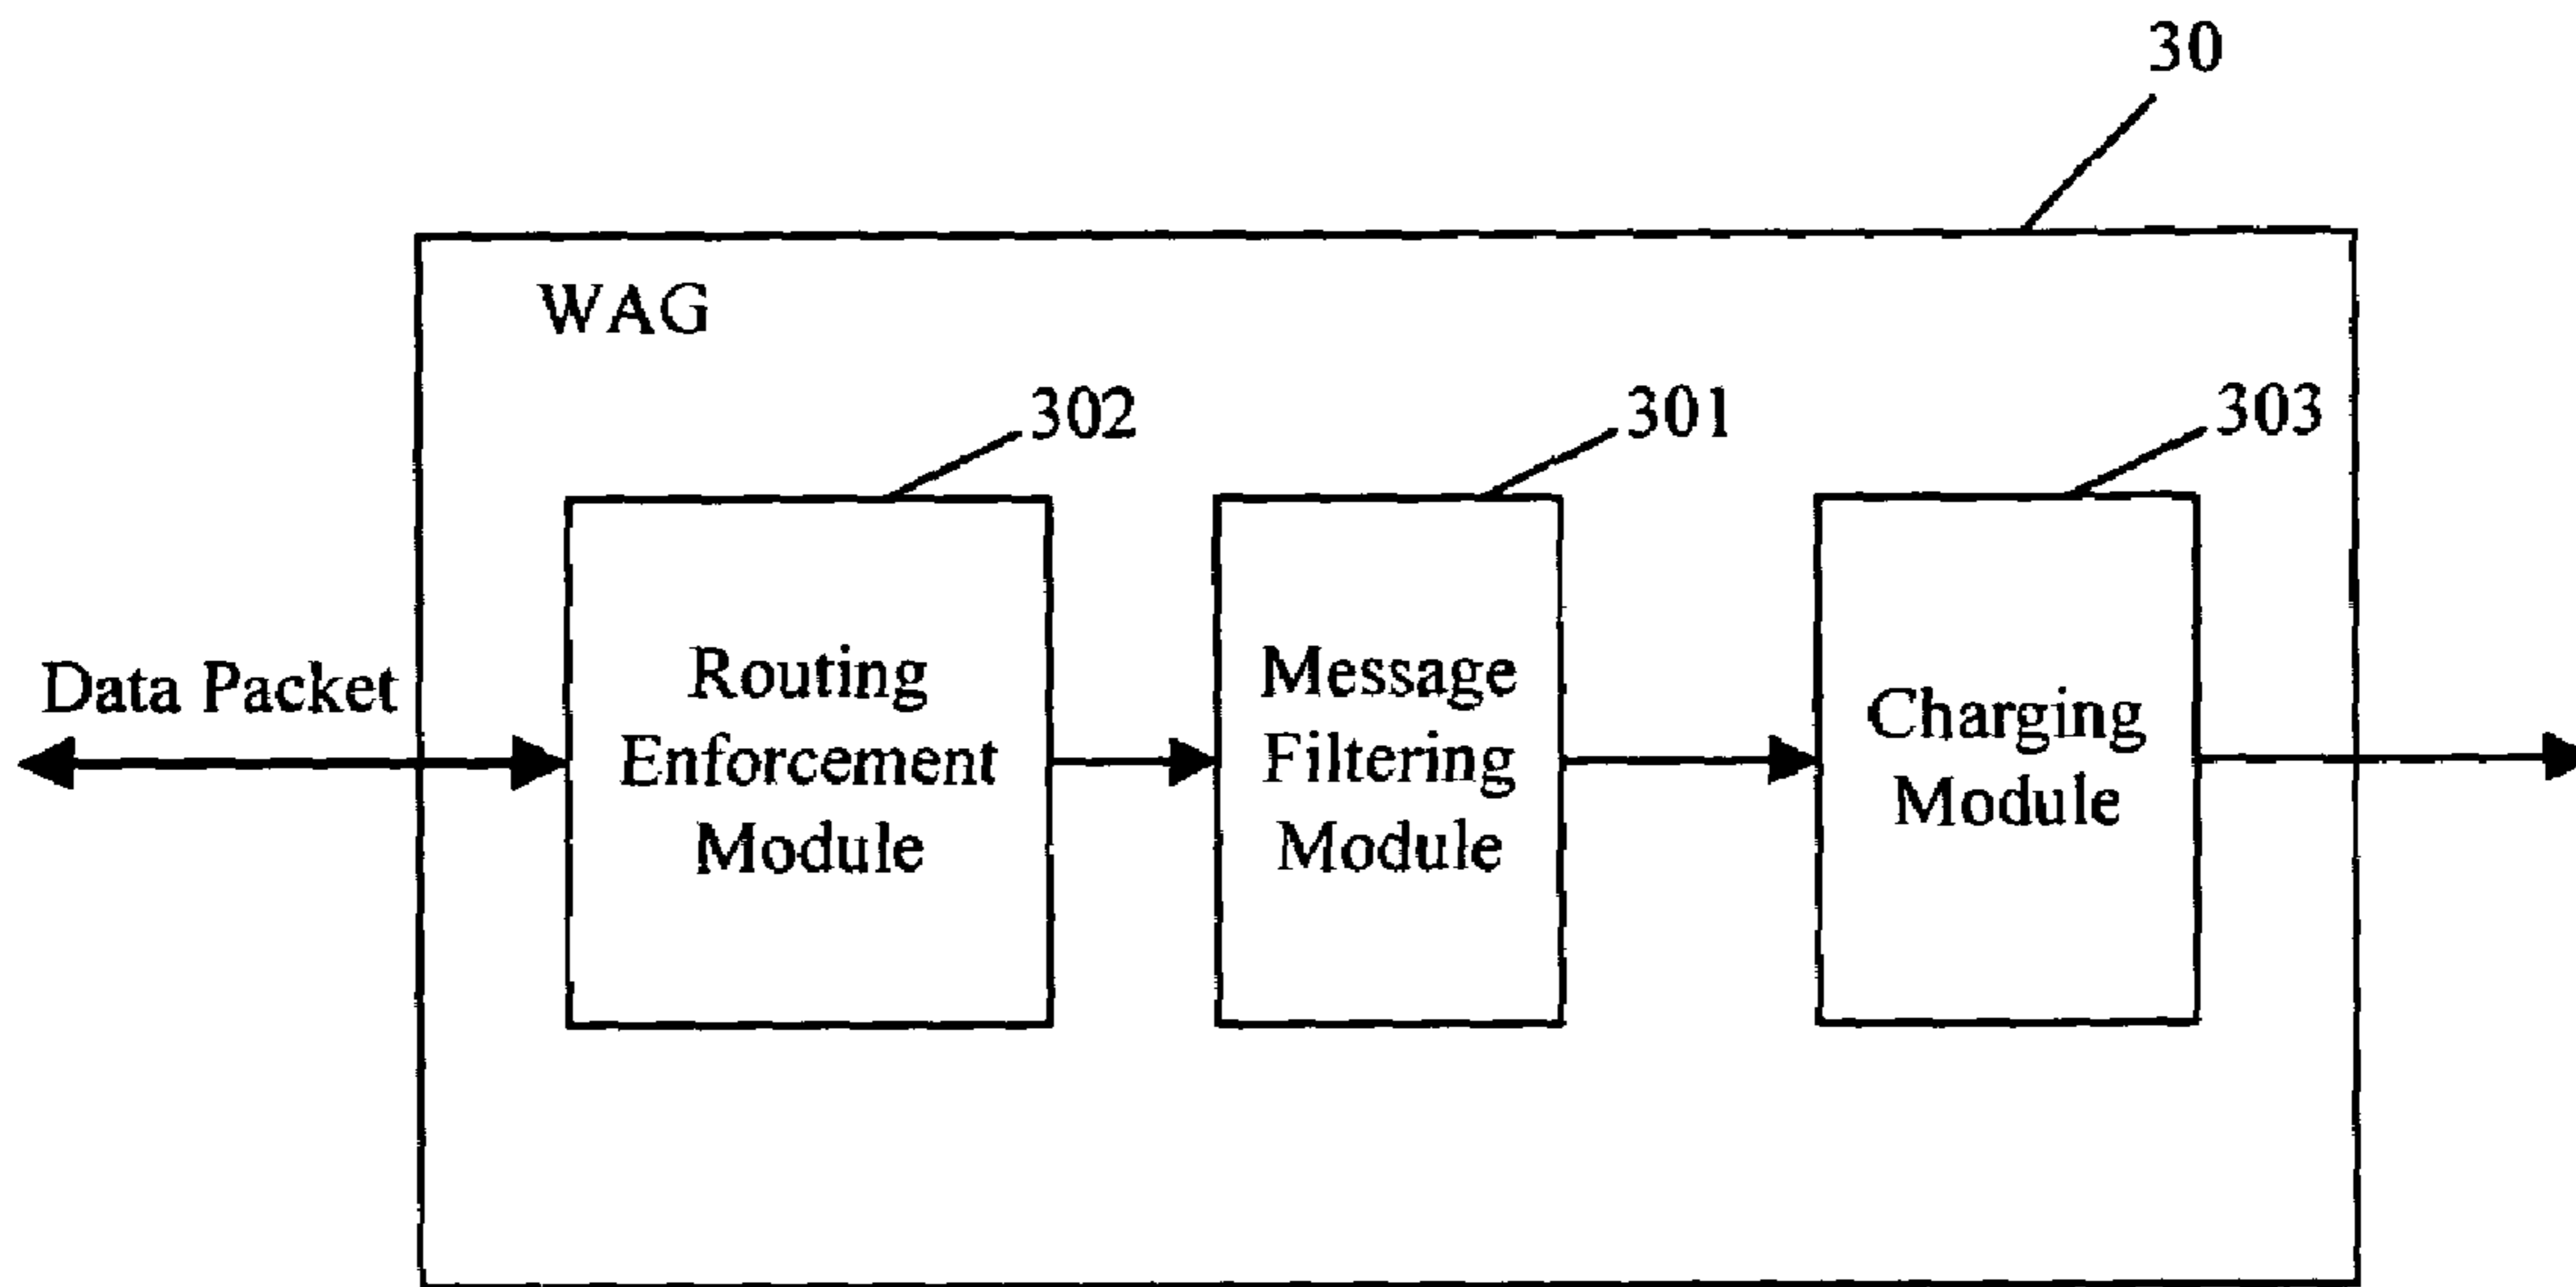 30
WAG
302
301
303
Data Packet
Routing
Enforcement
Module
Message
Filtering
Module
Charging
Module